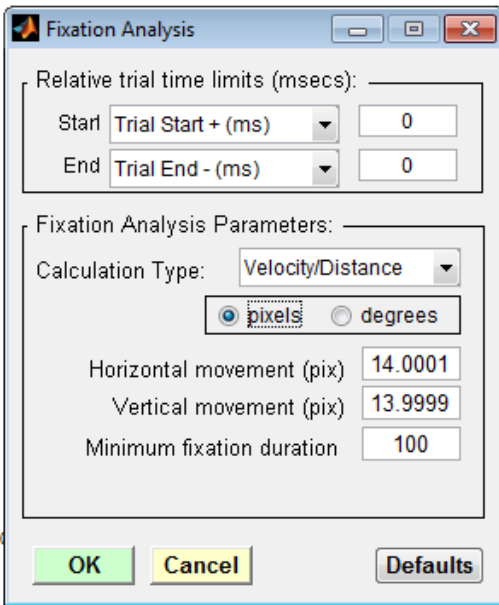 Fixation Analysis
Relative trial time limits (msecs):
Start Trial Start + (ms) 0
End Trial End - (ms) 0
Fixation Analysis Parameters:
Calculation Type: Velocity/Distance
pixels degrees
Horizontal movement (pix) 14.0001
Vertical movement (pix) 13.9999
Minimum fixation duration 100
OK Cancel Defaults